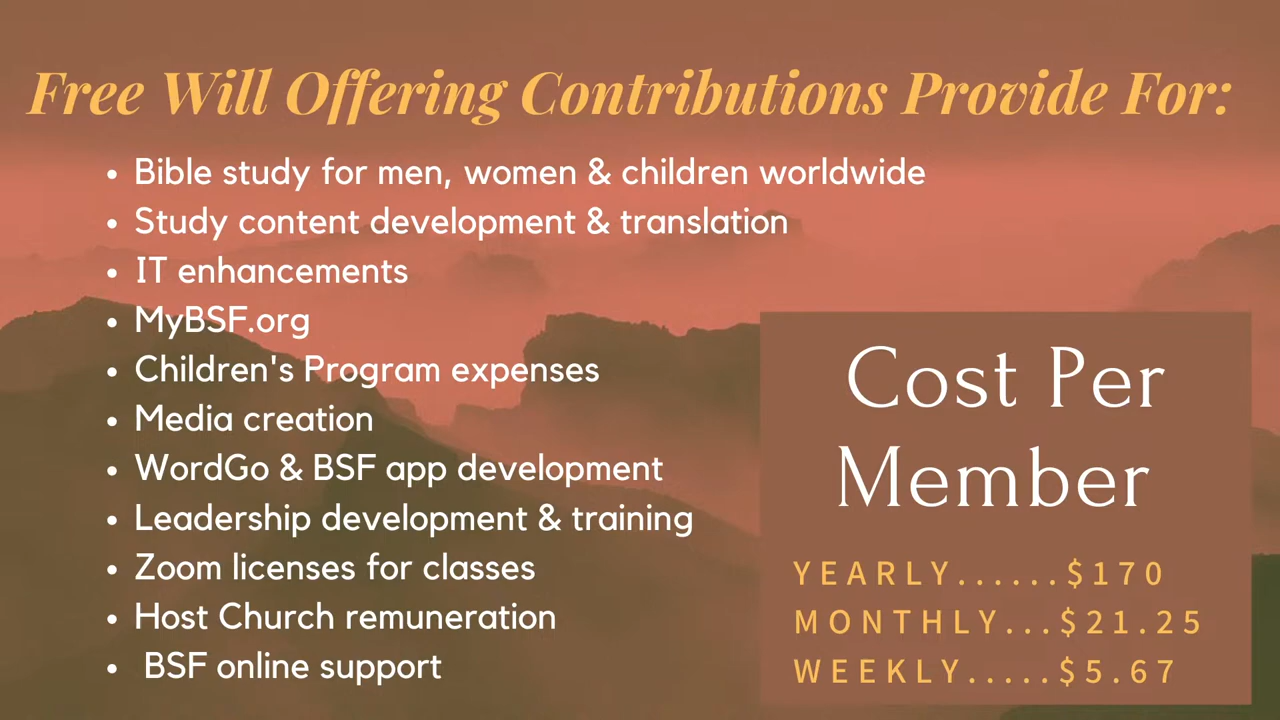 Free Will Offering Contributions Provide For:
• Bible study for men, women & children worldwide
• Study content development & translation
• IT enhancements
• MyBSF.org
• Children's Program expenses
• Media creation
• WordGo & BSF app development
• Leadership development & training
• Zoom licenses for classes
• Host Church remuneration
• BSF online support
Cost Per
Member
YEARLY......$170
MONTHLY...$21.25
WEEKLY.....$5.67